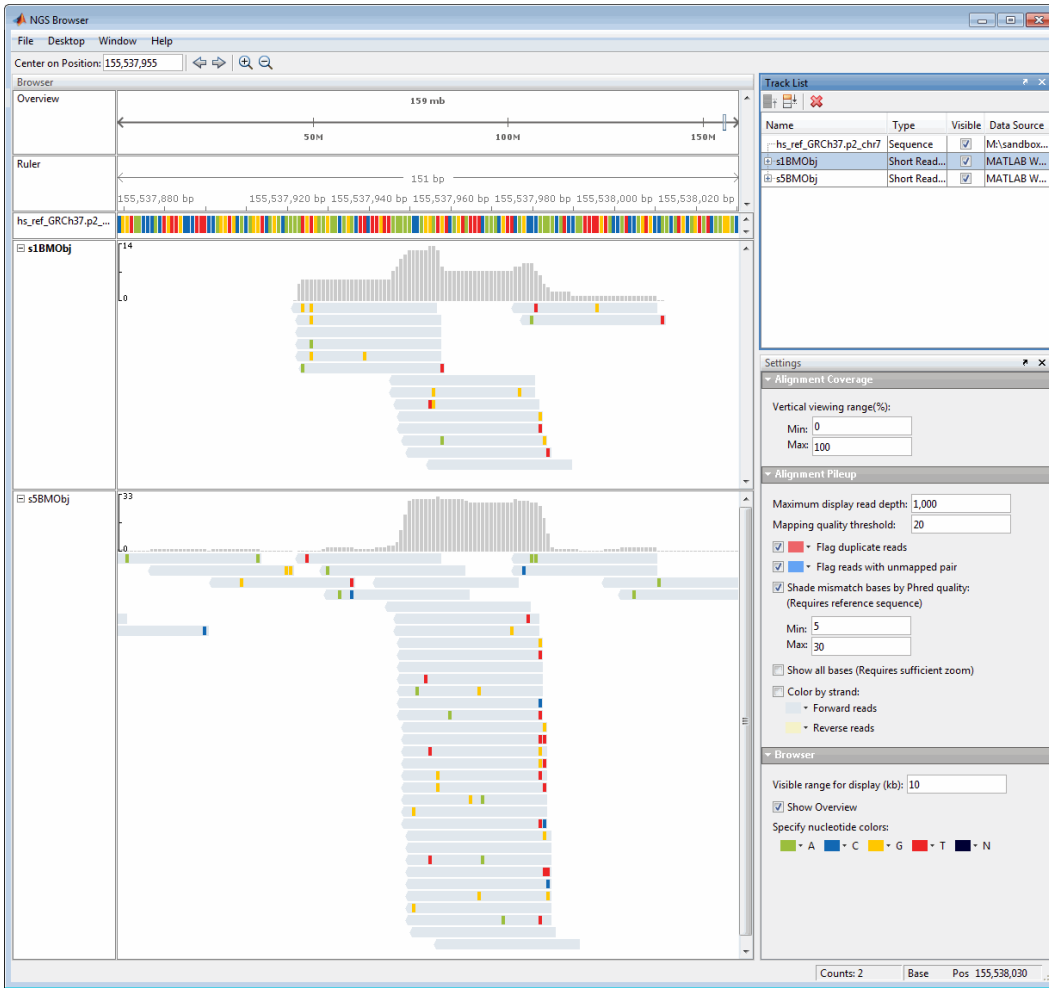 NGS Browser
File Desktop Window Help
Center on Position: 155,537,955
Browser
Overview
159 mb
50M 100M 150M
Ruler
151 bp
155,537,880 bp 155,537,920 bp 155,537,940 bp 155,537,960 bp 155,537,980 bp 155,538,000 bp 155,538,020 bp
hs_ref_GRCh37.p2_...
s1BMObj
14
0
s5BMObj
33
0
Track List
Name Type Visible Data Source
hs_ref_GRCh37.p2_chr7 Sequence M:\sandbox...
s1BMObj Short Read... MATLAB W...
s5BMObj Short Read... MATLAB W...
Settings
Alignment Coverage
Vertical viewing range(%):
Min: 0
Max: 100
Alignment Pileup
Maximum display read depth: 1,000
Mapping quality threshold: 20
Flag duplicate reads
Flag reads with unmapped pair
Shade mismatch bases by Phred quality:
(Requires reference sequence)
Min: 5
Max: 30
Show all bases (Requires sufficient zoom)
Color by strand:
Forward reads
Reverse reads
Browser
Visible range for display (kb): 10
Show Overview
Specify nucleotide colors:
A C G T N
Counts: 2 Base Pos 155,538,030